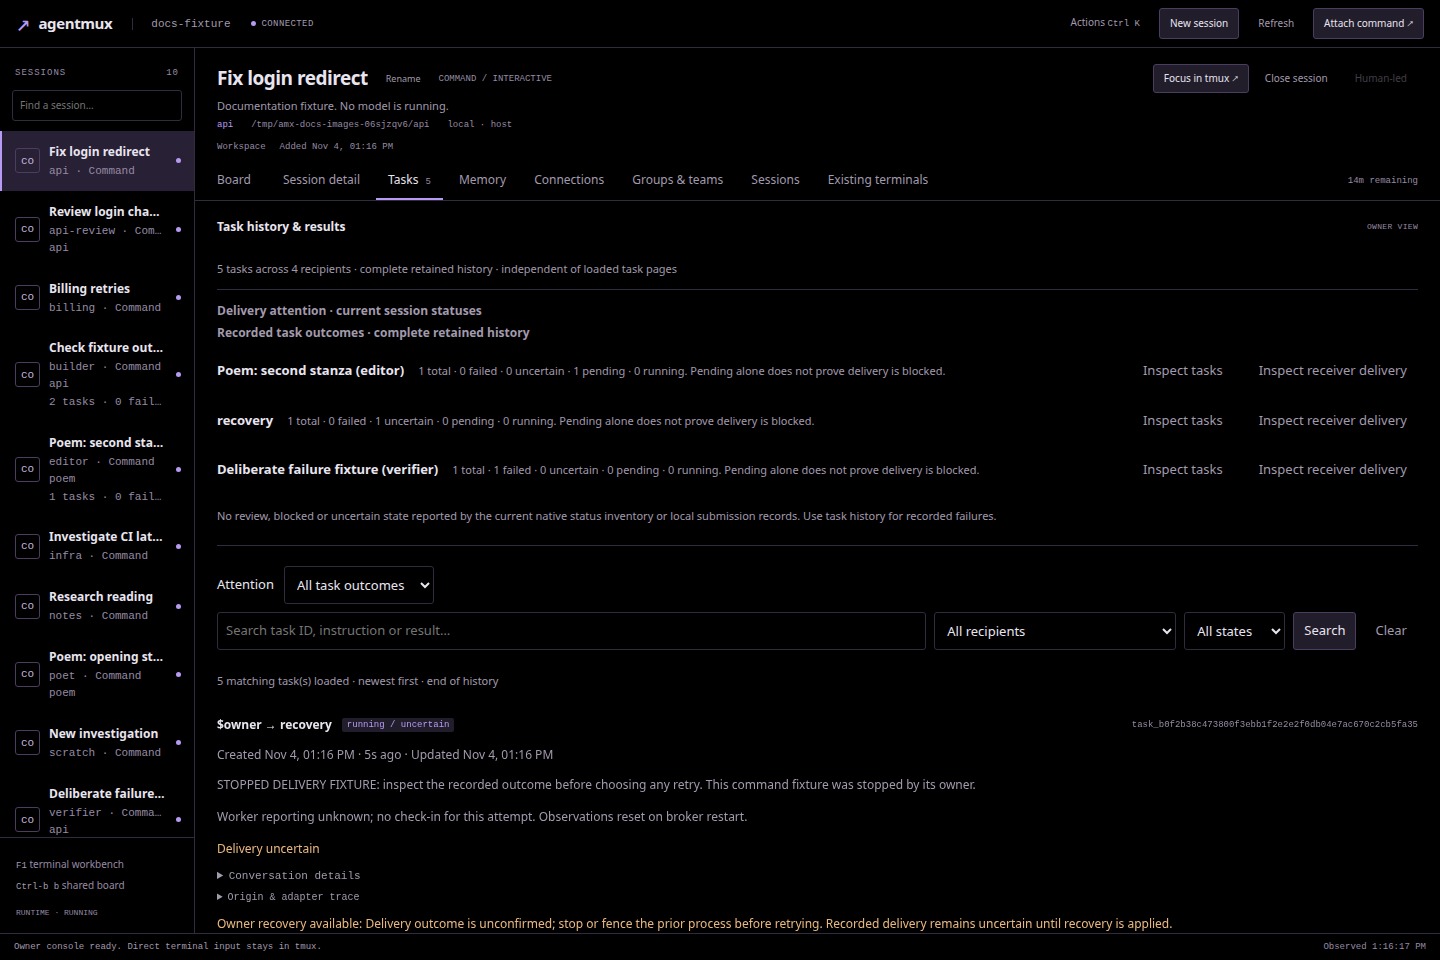 agentmux docs-fixture CONNECTED Actions Ctrl K New session Refresh Attach command ↗
SESSIONS 10
Find a session...
CO Fix login redirect
api · Command
CO Review login cha...
api-review · Com...
api
CO Billing retries
billing · Command
CO Check fixture out...
builder · Command
api
2 tasks · 0 fail...
CO Poem: second sta...
editor · Command
poem
1 tasks · 0 fail...
CO Investigate CI lat...
infra · Command
CO Research reading
notes · Command
CO Poem: opening st...
poet · Command
poem
CO New investigation
scratch · Command
CO Deliberate failure...
verifier · Comma...
api
F1 terminal workbench
Ctrl-b b shared board
RUNTIME · RUNNING
Fix login redirect Rename COMMAND / INTERACTIVE Focus in tmux ↗ Close session Human-led
Documentation fixture. No model is running.
api /tmp/amx-docs-images-06sjzqv6/api local · host
Workspace Added Nov 4, 01:16 PM
Board Session detail Tasks 5 Memory Connections Groups & teams Sessions Existing terminals 14m remaining
Task history & results OWNER VIEW
5 tasks across 4 recipients · complete retained history · independent of loaded task pages
Delivery attention · current session statuses
Recorded task outcomes · complete retained history
Poem: second stanza (editor) 1 total · 0 failed · 0 uncertain · 1 pending · 0 running. Pending alone does not prove delivery is blocked. Inspect tasks Inspect receiver delivery
recovery 1 total · 0 failed · 1 uncertain · 0 pending · 0 running. Pending alone does not prove delivery is blocked. Inspect tasks Inspect receiver delivery
Deliberate failure fixture (verifier) 1 total · 1 failed · 0 uncertain · 0 pending · 0 running. Pending alone does not prove delivery is blocked. Inspect tasks Inspect receiver delivery
No review, blocked or uncertain state reported by the current native status inventory or local submission records. Use task history for recorded failures.
Attention All task outcomes
Search task ID, instruction or result... All recipients All states Search Clear
5 matching task(s) loaded · newest first · end of history
$owner → recovery running / uncertain task_b0f2b38c473800f3ebb1f2e2e2f0db04e7ac670c2cb5fa35
Created Nov 4, 01:16 PM · 5s ago · Updated Nov 4, 01:16 PM
STOPPED DELIVERY FIXTURE: inspect the recorded outcome before choosing any retry. This command fixture was stopped by its owner.
Worker reporting unknown; no check-in for this attempt. Observations reset on broker restart.
Delivery uncertain
▶ Conversation details
▶ Origin & adapter trace
Owner recovery available: Delivery outcome is unconfirmed; stop or fence the prior process before retrying. Recorded delivery remains uncertain until recovery is applied.
Owner console ready. Direct terminal input stays in tmux. Observed 1:16:17 PM